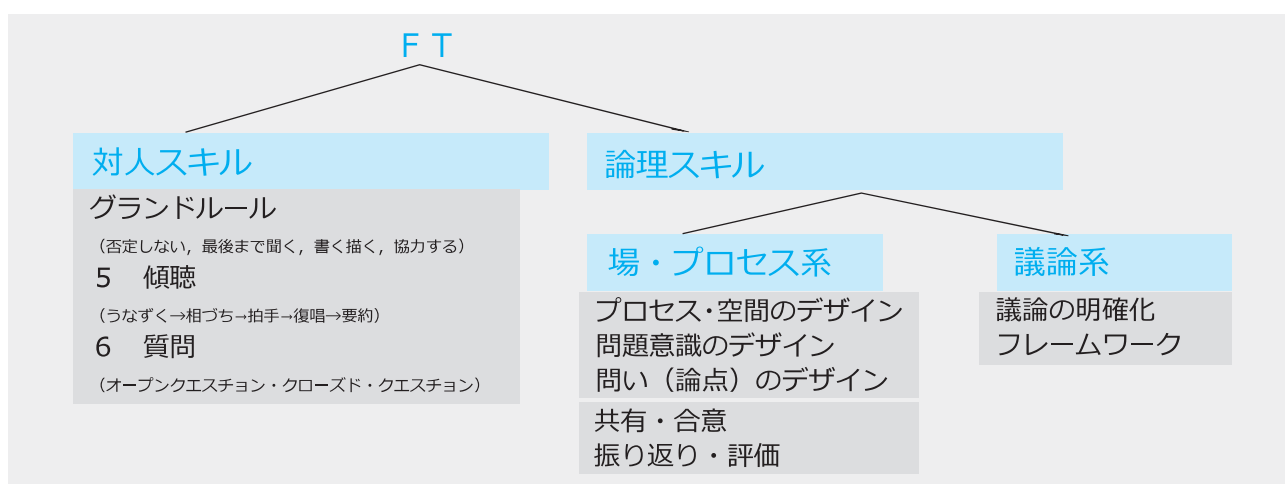 ＦＴ
対人スキル
グランドルール
（否定しない，最後まで聞く，書く描く，協力する）
5　傾聴
（うなずく→相づち→拍手→復唱→要約）
6　質問
（オープンクエスチョン・クローズド・クエスチョン）
論理スキル
場・プロセス系
プロセス・空間のデザイン
問題意識のデザイン
問い（論点）のデザイン
共有・合意
振り返り・評価
議論系
議論の明確化
フレームワーク